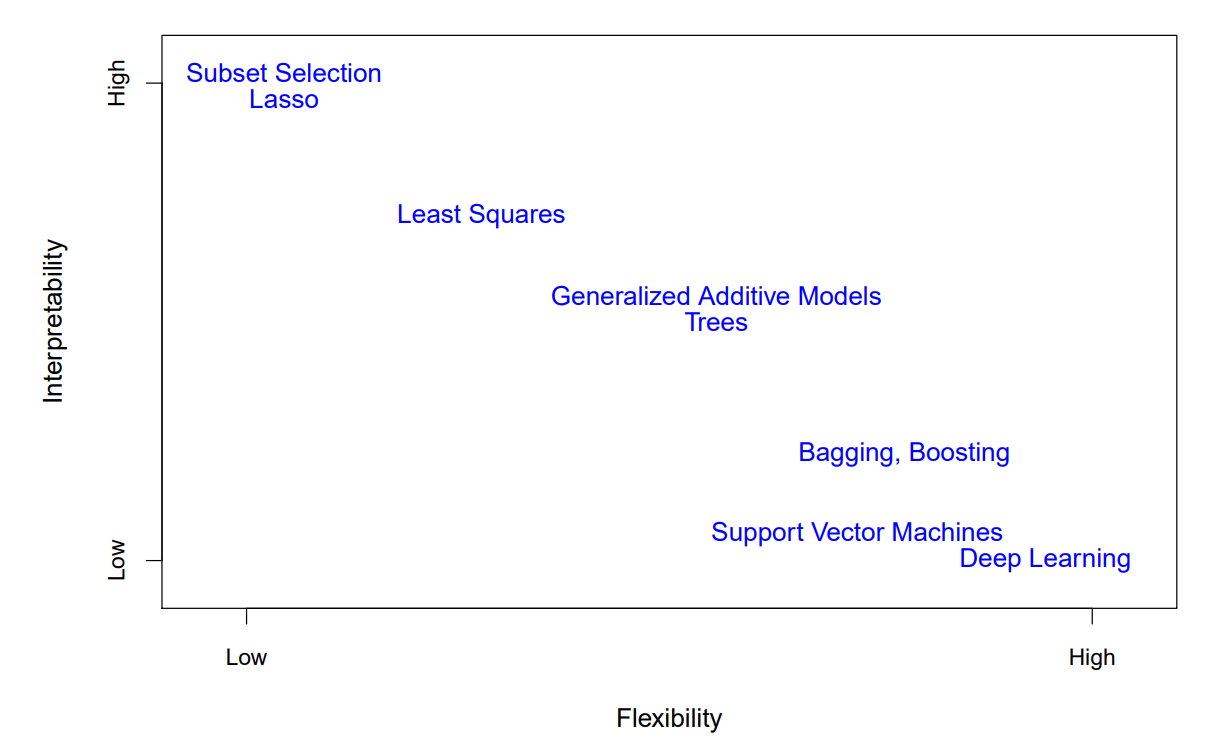 High
Subset Selection
Lasso
Least Squares
Interpretability
Generalized Additive Models
Trees
Bagging, Boosting
Support Vector Machines
Deep Learning
Low
Low
High
Flexibility